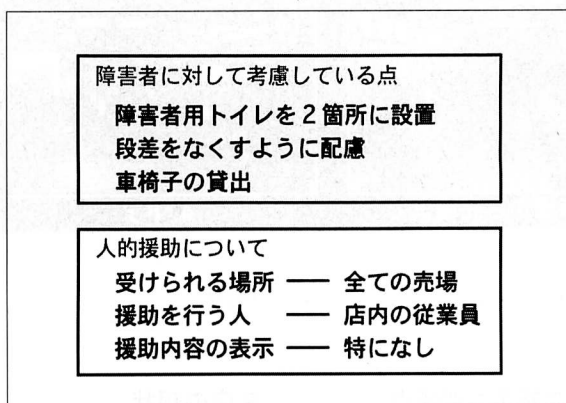 障害者に対して考慮している点
障害者用トイレを2箇所に設置
段差をなくすように配慮
車椅子の貸出
人的援助について
受けられる場所 ── 全ての売場
援助を行う人 ── 店内の従業員
援助内容の表示 ── 特になし